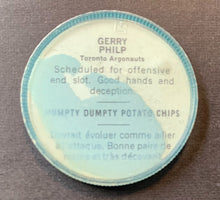 GERRY
PHILP
Toronto Argonauts
Scheduled for offensive
end slot. Good hands and
deception.
HUMPTY DUMPTY POTATO CHIPS
Pourrait évoluer comme ailier
à l'attaque. Bonne paire de
mains et très décevant.